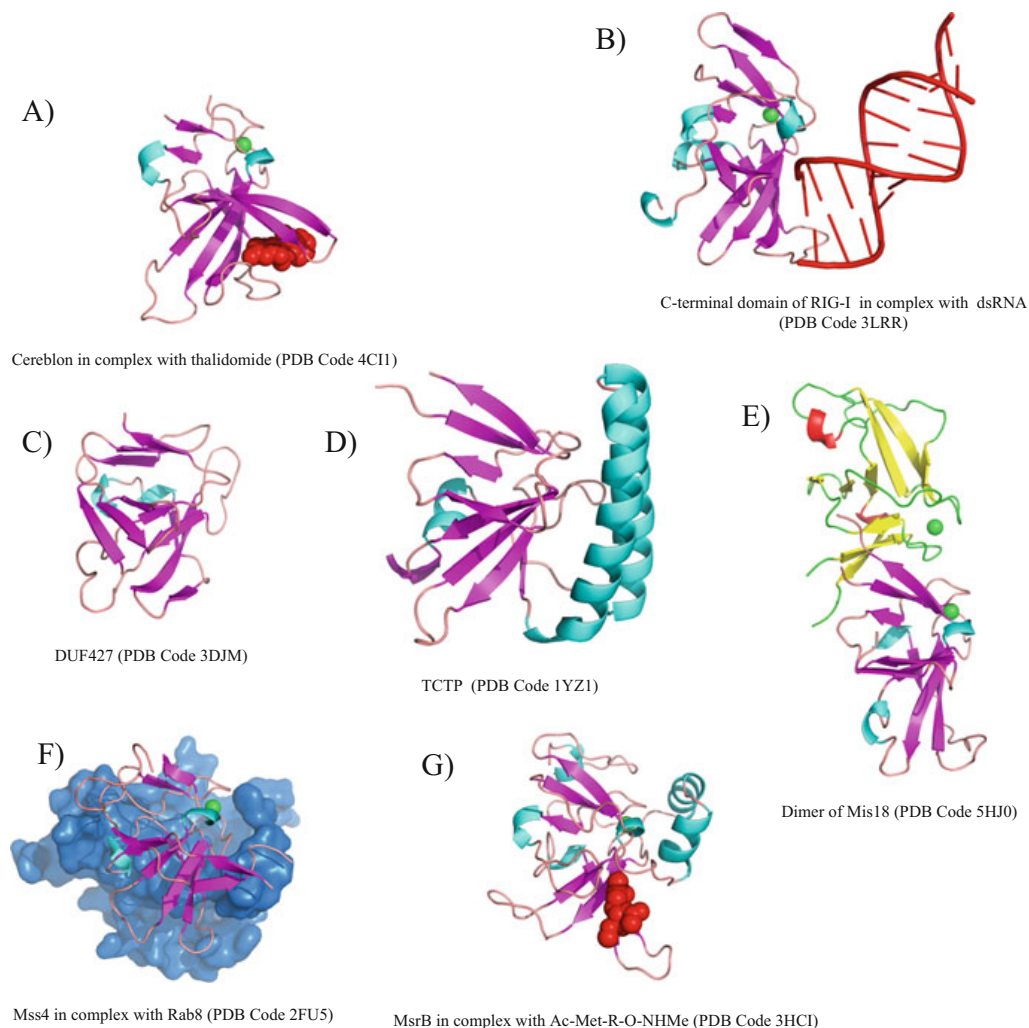 A)
Cereblon in complex with thalidomide (PDB Code 4CI1)
B)
C-terminal domain of RIG-I in complex with dsRNA
(PDB Code 3LRR)
C)
DUF427 (PDB Code 3DJM)
D)
TCTP (PDB Code 1YZ1)
E)
Dimer of Mis18 (PDB Code 5HJ0)
F)
Mss4 in complex with Rab8 (PDB Code 2FU5)
G)
MsrB in complex with Ac-Met-R-O-NHMe (PDB Code 3HCI)